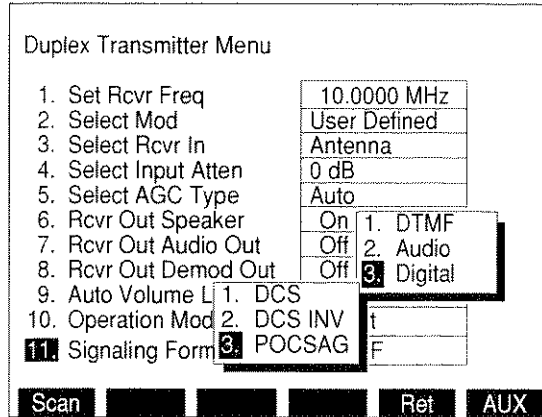 Duplex Transmitter Menu
1. Set Rcvr Freq 10.0000 MHz
2. Select Mod User Defined
3. Select Rcvr In Antenna
4. Select Input Atten 0 dB
5. Select AGC Type Auto
6. Rcvr Out Speaker On 1. DTMF
7. Rcvr Out Audio Out Off 2. Audio
8. Rcvr Out Demod Out Off 3. Digital
9. Auto Volume L 1. DCS
10. Operation Mod 2. DCS INV t
11. Signaling Form 3. POCSAG F
Scan Ret AUX